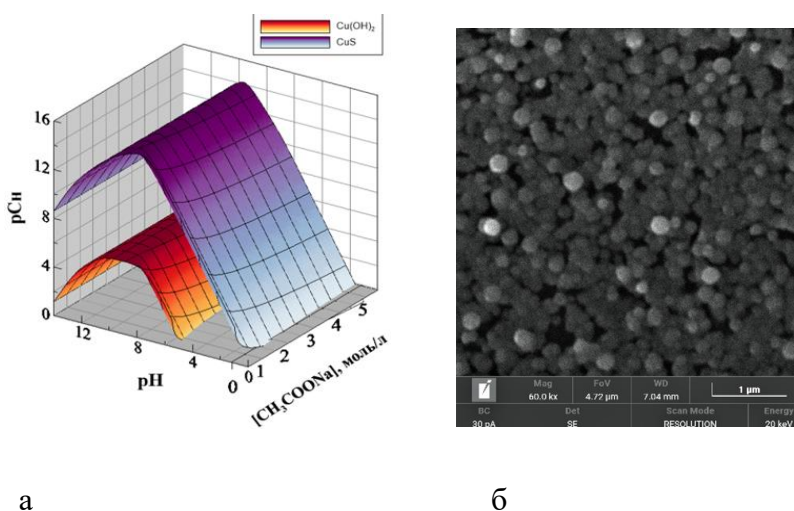 Cu(OH)₂
CuS
16
12
8
4
0
pCн
12
8
4
0
pH
0
1
2
3
4
5
[CH₃COONa], моль/л
Mag
60.0 kx
FoV
4.72 µm
WD
7.04 mm
1 µm
BC
30 pA
Det
SE
Scan Mode
RESOLUTION
Energy
20 keV
а
б